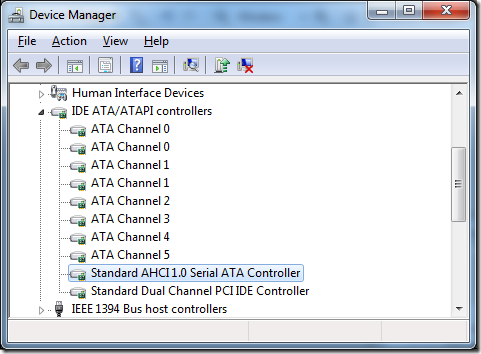 Device Manager
File Action View Help
Human Interface Devices
IDE ATA/ATAPI controllers
ATA Channel 0
ATA Channel 0
ATA Channel 1
ATA Channel 1
ATA Channel 2
ATA Channel 3
ATA Channel 4
ATA Channel 5
Standard AHCI 1.0 Serial ATA Controller
Standard Dual Channel PCI IDE Controller
IEEE 1394 Bus host controllers